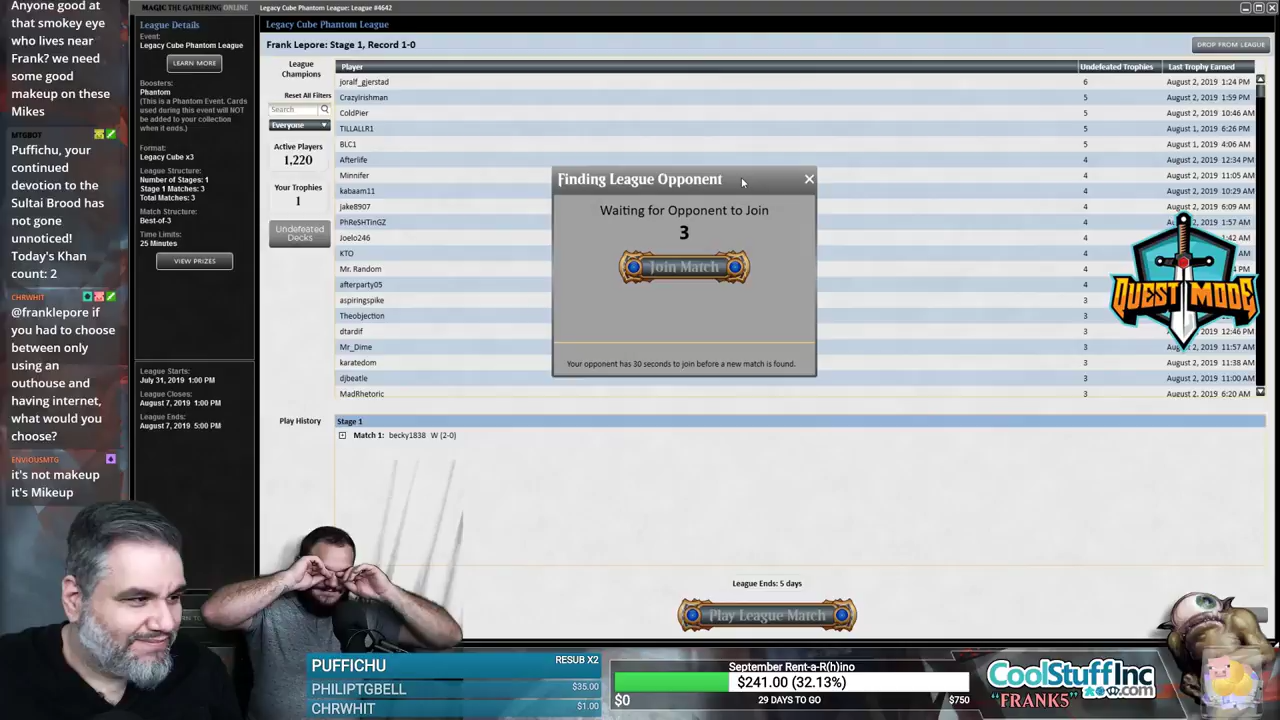 Anyone good at
that smokey eye
who lives near
Frank? we need
some good
makeup on these
Mikes
MTGBOT
Puffichu, your
continued
devotion to the
Sultai Brood has
not gone
unnoticed!
Today's Khan
count: 2
CHRWHIT
@franklepore if
you had to choose
between only
using an
outhouse and
having internet,
what would you
choose?
ENVIOUSMTG
it's not makeup
it's Mikeup
MAGIC THE GATHERING ONLINE
Legacy Cube Phantom League: League #4642
League Details
Event:
Legacy Cube Phantom League
LEARN MORE
Boosters:
Phantom
(This is a Phantom Event. Cards
used during this event will NOT
be added to your collection
when it ends.)
Format:
Legacy Cube x3
League Structure:
Number of Stages: 1
Stage 1 Matches: 3
Total Matches: 3
Match Structure:
Best-of-3
Time Limits:
25 Minutes
VIEW PRIZES
League Starts:
July 31, 2019 1:00 PM
League Closes:
August 7, 2019 1:00 PM
League Ends:
August 7, 2019 5:00 PM
Legacy Cube Phantom League
Frank Lepore: Stage 1, Record 1-0
DROP FROM LEAGUE
League
Champions
Reset All Filters
Search
Everyone
Active Players
1,220
Your Trophies
1
Undefeated
Decks
Player Undefeated Trophies Last Trophy Earned
joralf_gjerstad 6 August 2, 2019 1:24 PM
CrazyIrishman 5 August 2, 2019 1:59 PM
ColdPier 5 August 2, 2019 10:46 AM
TILLALLR1 5 August 1, 2019 6:26 PM
BLC1 5 August 1, 2019 4:06 AM
Afterlife 4 August 2, 2019 12:34 PM
Minnifer 4 August 2, 2019 11:05 AM
kabaam11 4 August 2, 2019 10:29 AM
jake8907 4 August 2, 2019 6:09 AM
PhReSHTinGZ 4 August 2, 2019 1:57 AM
Joelo246 4 1:42 AM
KTO 4 AM
Mr. Random 4 PM
afterparty05 4
aspiringspike 3
Theobjection 3
dtardif 3 12:46 PM
Mr_Dime 3 August 2, 2019 11:57 AM
karatedom 3 August 2, 2019 11:38 AM
djbeatle 3 August 2, 2019 11:00 AM
MadRhetoric 3 August 2, 2019 6:20 AM
Finding League Opponent
Waiting for Opponent to Join
3
Join Match
Your opponent has 30 seconds to join before a new match is found.
QUEST MODE
Play History
Stage 1
Match 1: becky1838 W (2-0)
League Ends: 5 days
Play League Match
PUFFICHU RESUB X2
PHILIPTGBELL $35.00
CHRWHIT $1.00
September Rent-a-R(h)ino
$241.00 (32.13%)
$0 29 DAYS TO GO $750
CoolStuffInc
.com
"FRANK5"